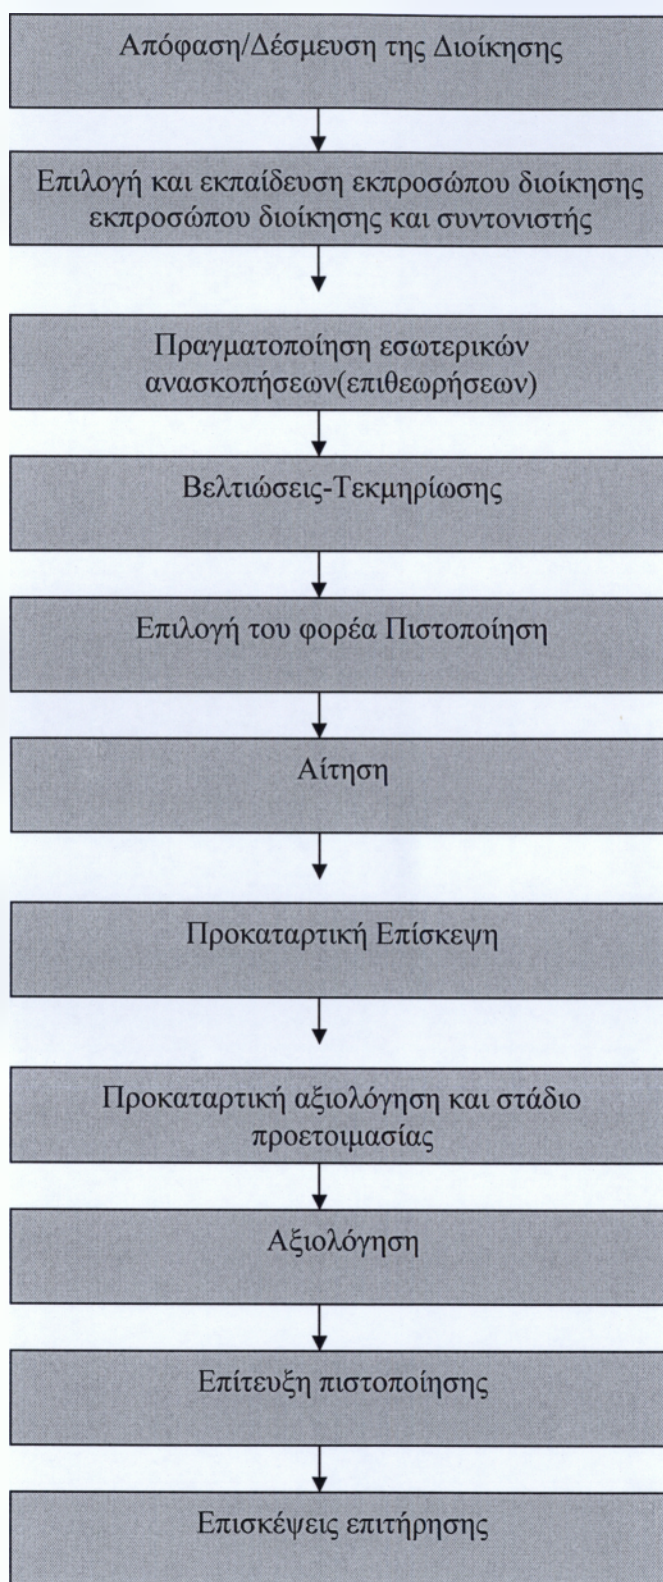 Απόφαση/Δέσμευση της Διοίκησης
Επιλογή και εκπαίδευση εκπροσώπου διοίκησης
εκπροσώπου διοίκησης και συντονιστής
Πραγματοποίηση εσωτερικών
ανασκοπήσεων(επιθεωρήσεων)
Βελτιώσεις-Τεκμηρίωσης
Επιλογή του φορέα Πιστοποίηση
Αίτηση
Προκαταρτική Επίσκεψη
Προκαταρτική αξιολόγηση και στάδιο
προετοιμασίας
Αξιολόγηση
Επίτευξη πιστοποίησης
Επισκέψεις επιτήρησης